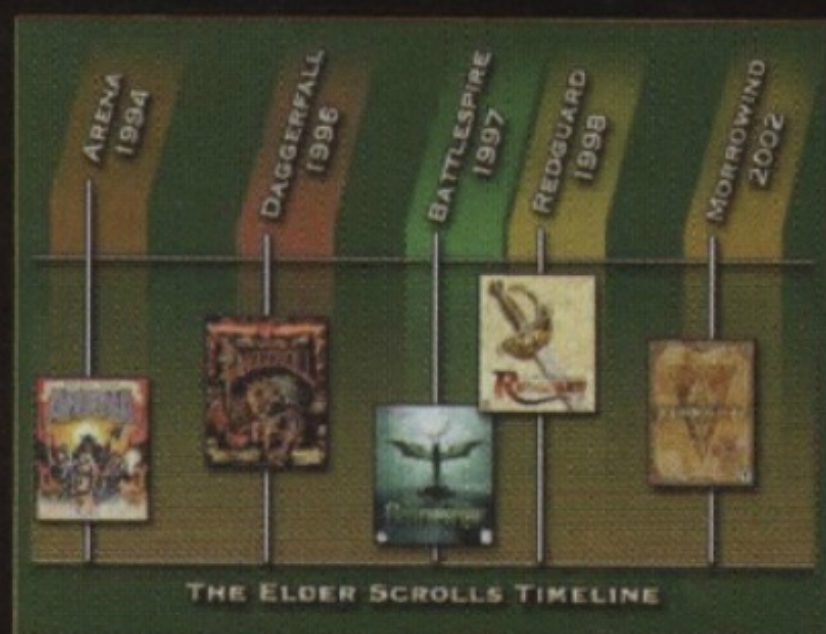 ARENA
1994
DAGGERFALL
1996
BATTLESPIRE
1997
REDGUARD
1998
MORROWIND
2002
THE ELDER SCROLLS TIMELINE